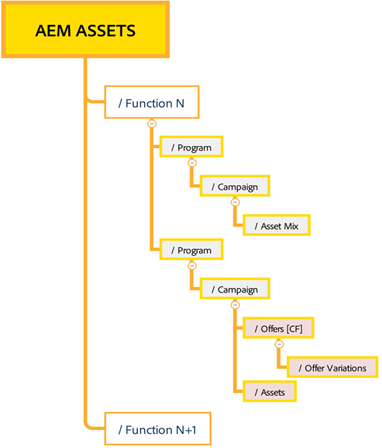 AEM ASSETS
/ Function N
/ Program
/ Campaign
/ Asset Mix
/ Program
/ Campaign
/ Offers [CF]
/ Offer Variations
/ Assets
/ Function N+1